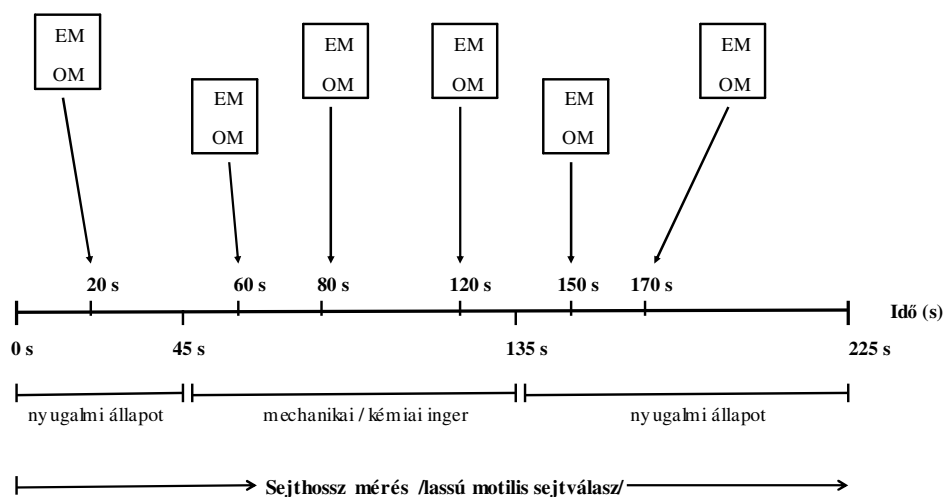 EM
OM
EM
OM
EM
OM
EM
OM
EM
OM
EM
OM
20 s 60 s 80 s 120 s 150 s 170 s
Idő (s)
0 s 45 s 135 s 225 s
nyugalmi állapot mechanikai / kémiai inger nyugalmi állapot
Sejthossz mérés /lassú motilis sejtválasz/